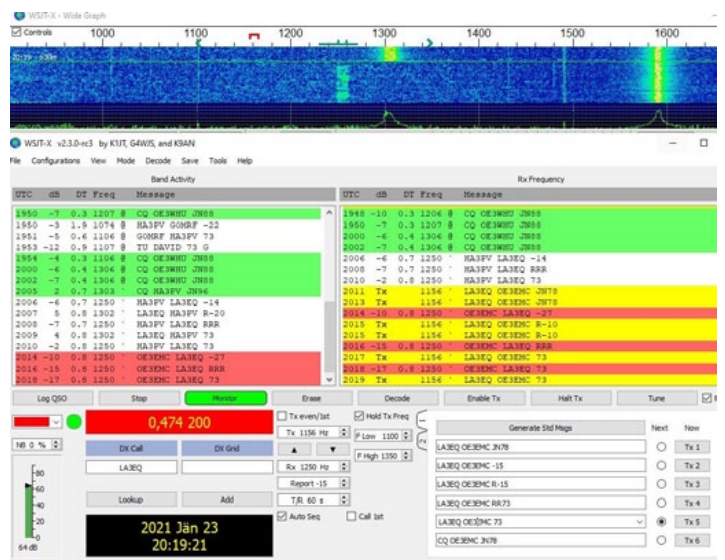 WSJT-X - Wide Graph
Controls 1000 1100 1200 1300 1400 1500 1600
WSJT-X v2.3.0-rc3 by K1JT, G4WJS, and K9AN
File Configurations View Mode Decode Save Tools Help
Band Activity
UTC dB DT Freq Message
1950 -7 0.3 1207 @ CQ OE3WHU JN88
1950 -3 1.9 1074 @ HA3PV G0MRF -22
1951 -5 0.6 1106 @ G0MRF HA3PV 73
1953 -12 0.9 1107 @ TU DAVID 73 G
1954 -4 0.3 1106 @ CQ OE3WHU JN88
2000 -6 0.4 1306 @ CQ OE3WHU JN88
2002 -7 0.4 1306 @ CQ OE3WHU JN88
2005 2 0.7 1303 ` CQ HA3PV JN96
2006 -6 0.7 1250 ` HA3PV LA3EQ -14
2007 5 0.8 1302 ` LA3EQ HA3PV R-20
2008 -7 0.7 1250 ` HA3PV LA3EQ RRR
2009 4 0.8 1302 ` LA3EQ HA3PV 73
2010 -2 0.8 1250 ` HA3PV LA3EQ 73
2014 -10 0.8 1250 ` OE3EMC LA3EQ -27
2016 -15 0.8 1250 ` OE3EMC LA3EQ RRR
2018 -17 0.8 1250 ` OE3EMC LA3EQ 73
Rx Frequency
UTC dB DT Freq Message
1948 -10 0.3 1206 @ CQ OE3WHU JN88
1950 -7 0.3 1207 @ CQ OE3WHU JN88
2000 -6 0.4 1306 @ CQ OE3WHU JN88
2002 -7 0.4 1306 @ CQ OE3WHU JN88
2006 -6 0.7 1250 ` HA3PV LA3EQ -14
2008 -7 0.7 1250 ` HA3PV LA3EQ RRR
2010 -2 0.8 1250 ` HA3PV LA3EQ 73
2011 Tx 1156 ` LA3EQ OE3EMC JN78
2013 Tx 1156 ` LA3EQ OE3EMC JN78
2014 -10 0.8 1250 ` OE3EMC LA3EQ -27
2015 Tx 1156 ` LA3EQ OE3EMC R-10
2015 Tx 1156 ` LA3EQ OE3EMC R-10
2016 -15 0.8 1250 ` OE3EMC LA3EQ RRR
2017 Tx 1156 ` LA3EQ OE3EMC 73
2018 -17 0.8 1250 ` OE3EMC LA3EQ 73
2019 Tx 1156 ` LA3EQ OE3EMC 73
Log QSO Stop Monitor Erase Decode Enable Tx Halt Tx Tune
0,474 200
NB 0 %
DX Call DX Grid
LA3EQ
Lookup Add
2021 Jän 23
20:19:21
-80
-60
-40
-20
-0
64 dB
Tx even/1st Hold Tx Freq
Tx 1156 Hz F Low 1100
F High 1350
Rx 1250 Hz
Report -15
T/R 60 s
Auto Seq Call 1st
1
2
Generate Std Msgs Next Now
LA3EQ OE3EMC JN78 Tx 1
LA3EQ OE3EMC -15 Tx 2
LA3EQ OE3EMC R-15 Tx 3
LA3EQ OE3EMC RR73 Tx 4
LA3EQ OE3EMC 73 Tx 5
CQ OE3EMC JN78 Tx 6